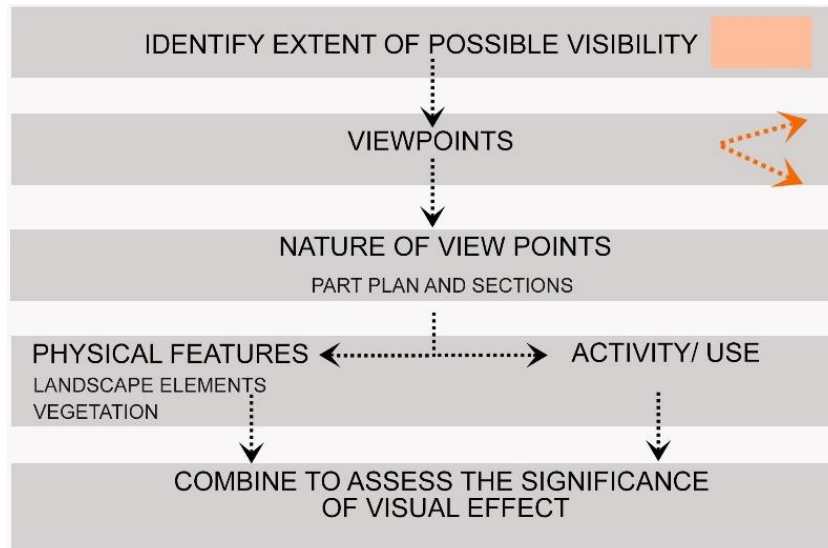 IDENTIFY EXTENT OF POSSIBLE VISIBILITY
VIEWPOINTS
NATURE OF VIEW POINTS
PART PLAN AND SECTIONS
PHYSICAL FEATURES
LANDSCAPE ELEMENTS
VEGETATION
ACTIVITY/ USE
COMBINE TO ASSESS THE SIGNIFICANCE
OF VISUAL EFFECT